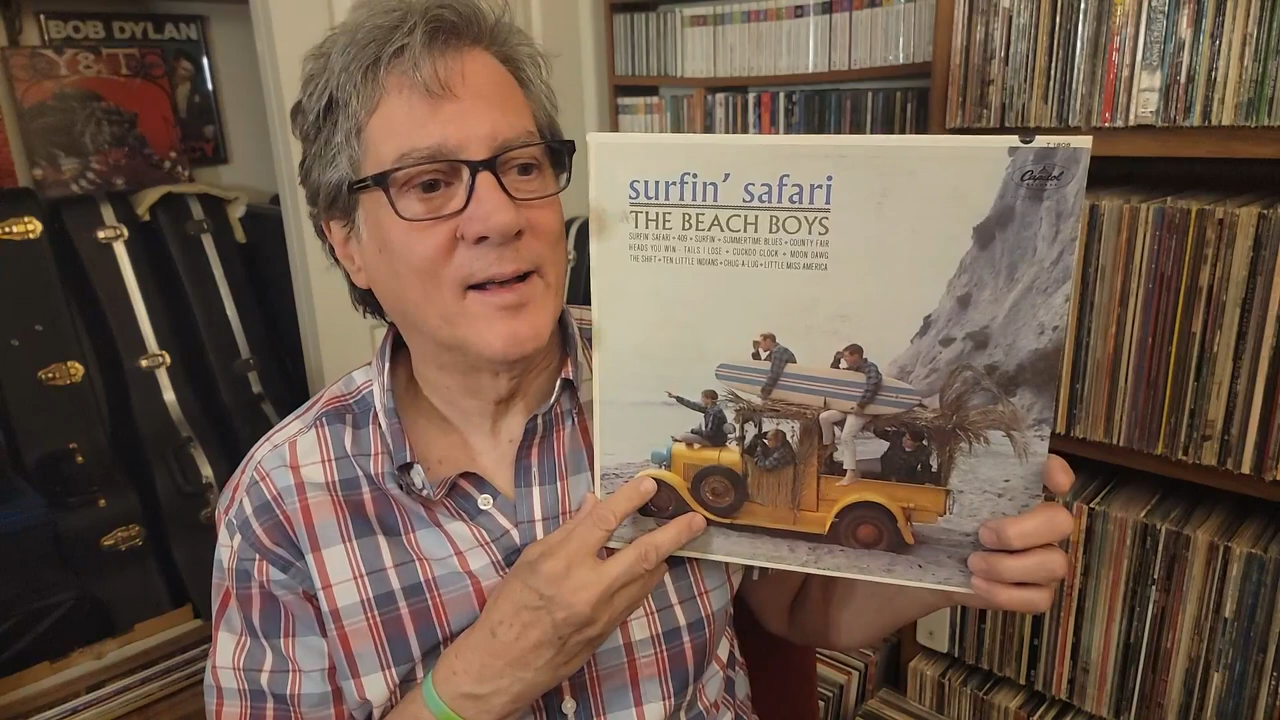 BOB DYLAN
Y&T
T 1808
Capitol
surfin' safari
THE BEACH BOYS
SURFIN' SAFARI • 409 • SURFIN' • SUMMERTIME BLUES • COUNTY FAIR
HEADS YOU WIN - TAILS I LOSE • CUCKOO CLOCK • MOON DAWG
THE SHIFT • TEN LITTLE INDIANS • CHUG-A-LUG • LITTLE MISS AMERICA